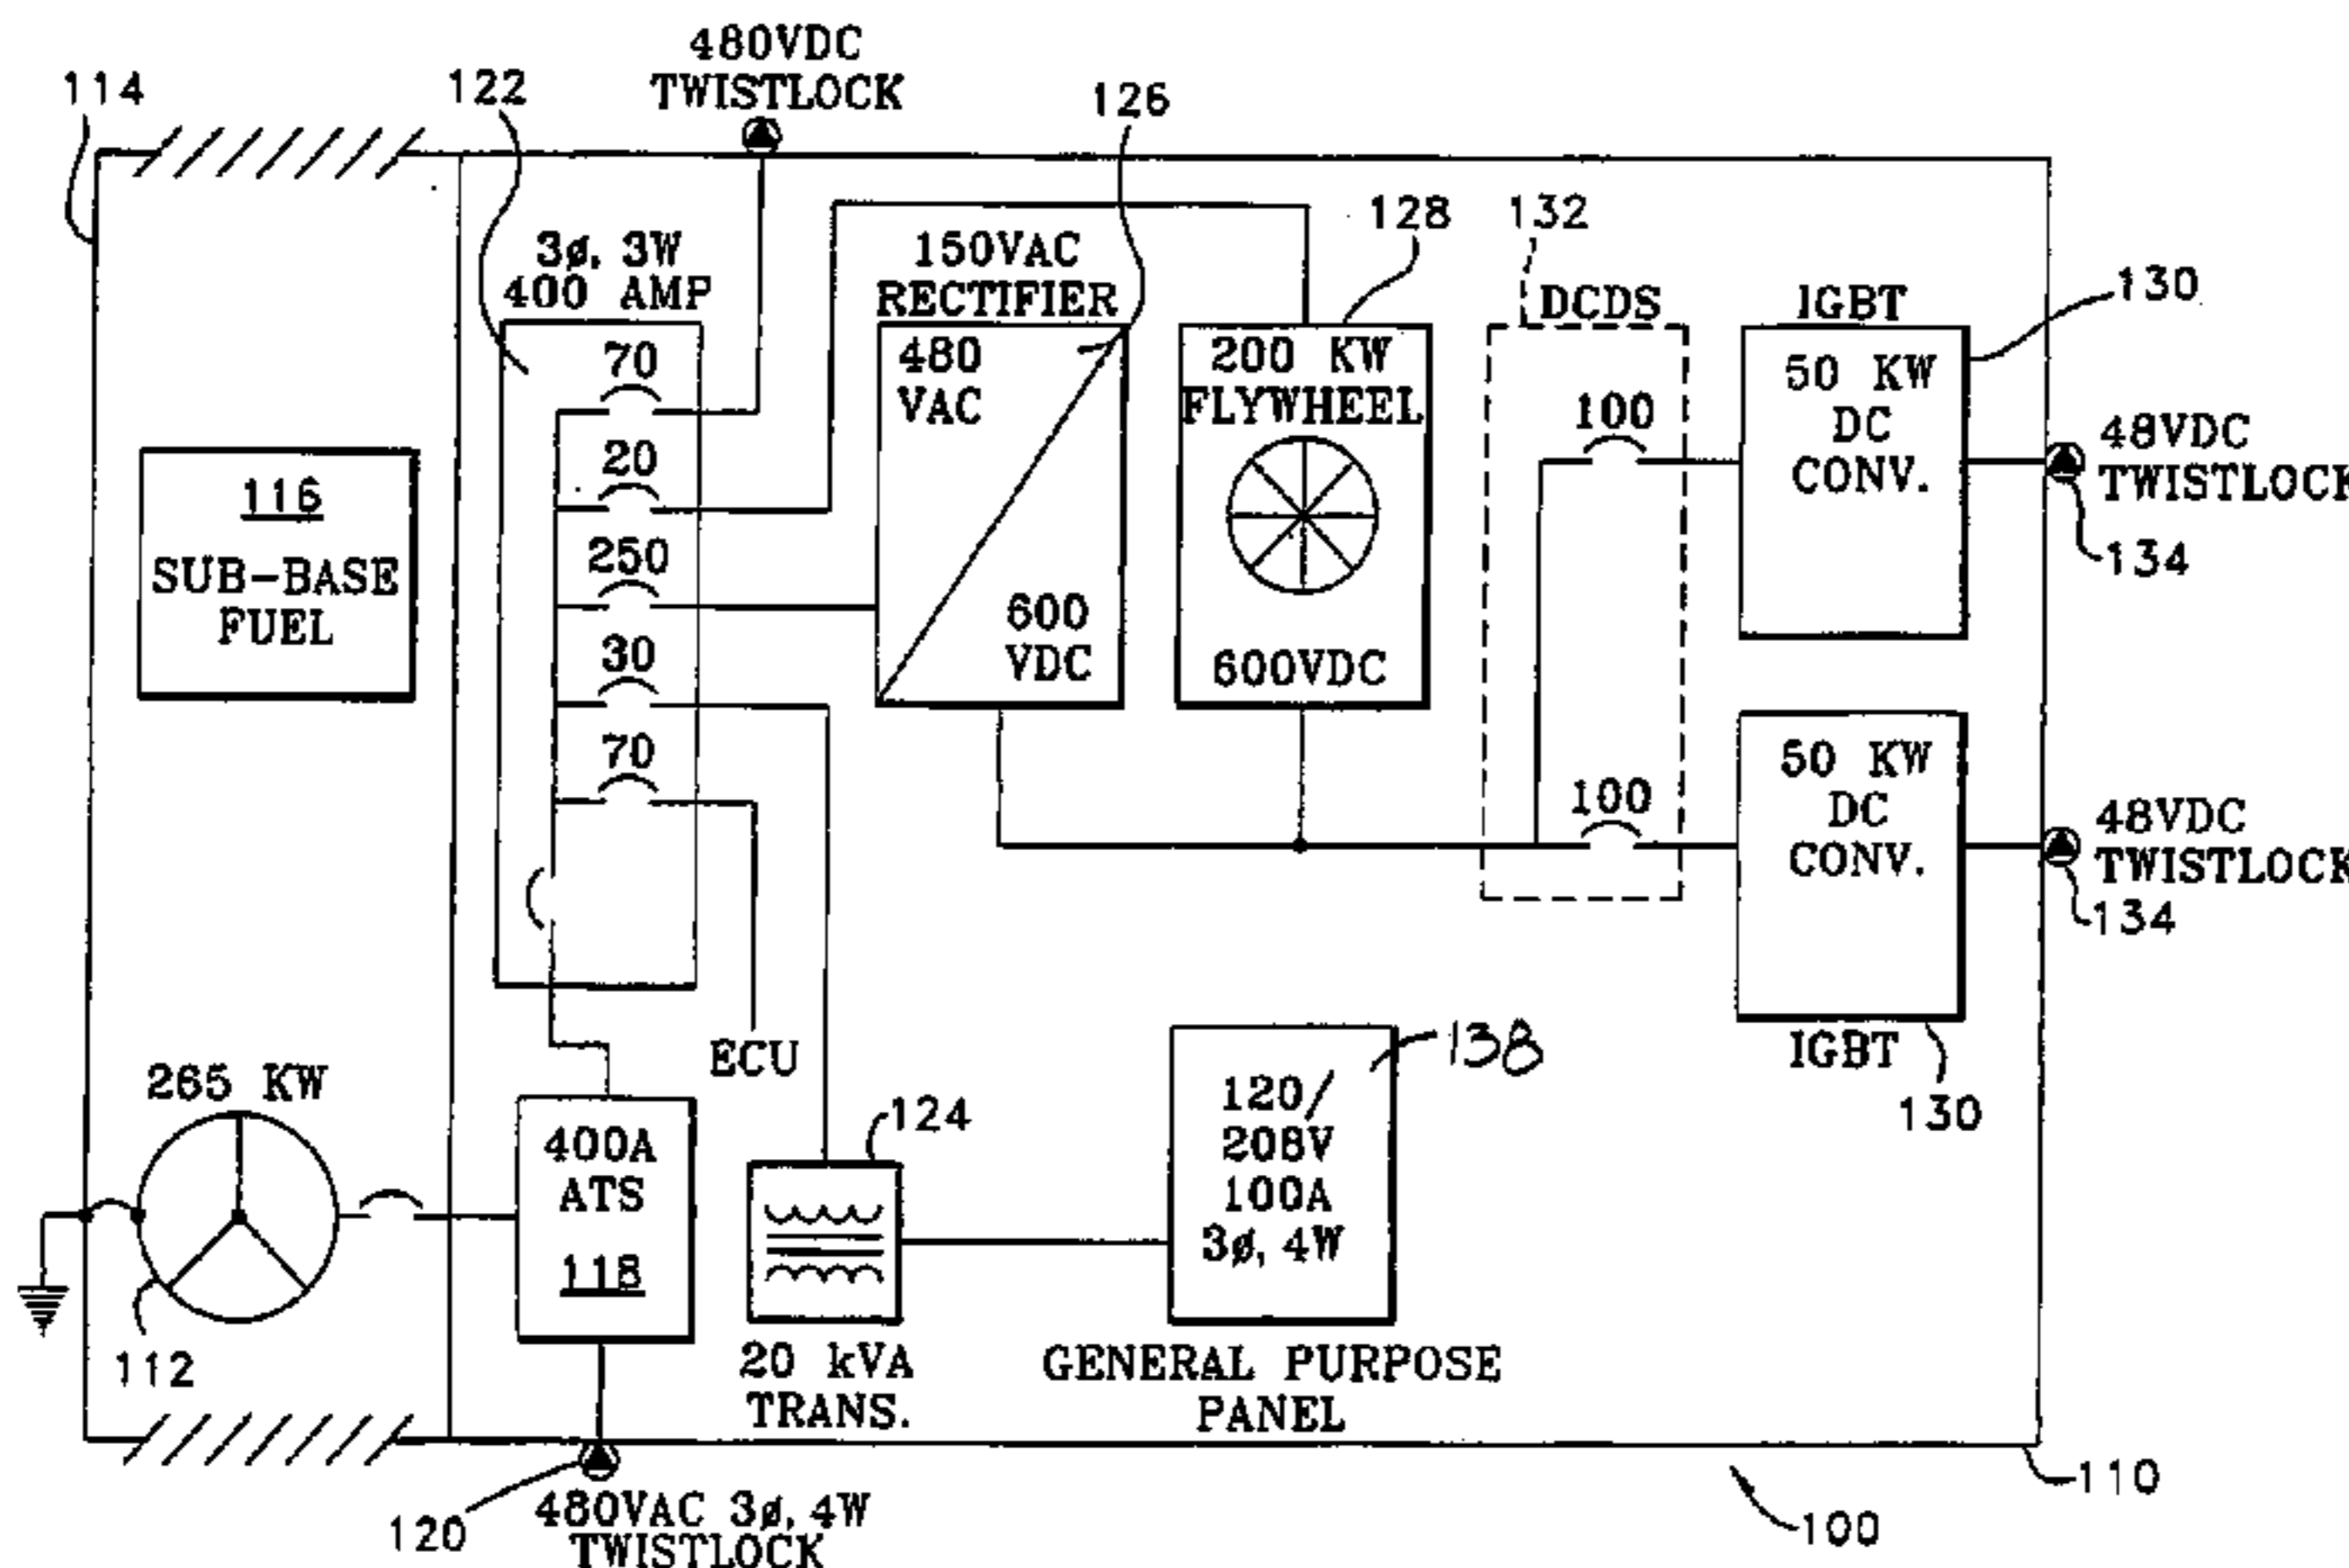 480VDC
TWISTLOCK
114
122
126
128
132
3ø, 3W
400 AMP
150VAC
RECTIFIER
DCDS
IGBT
130
70
480
VAC
200 KW
FLYWHEEL
50 KW
DC
CONV.
100
48VDC
TWISTLOCK
134
20
116
SUB-BASE
FUEL
250
600
VDC
600VDC
30
70
100
50 KW
DC
CONV.
48VDC
TWISTLOCK
134
ECU
IGBT
130
265 KW
400A
ATS
118
124
138
120/
208V
100A
3ø, 4W
112
20 kVA
TRANS.
GENERAL PURPOSE
PANEL
110
120
480VAC 3ø, 4W
TWISTLOCK
100